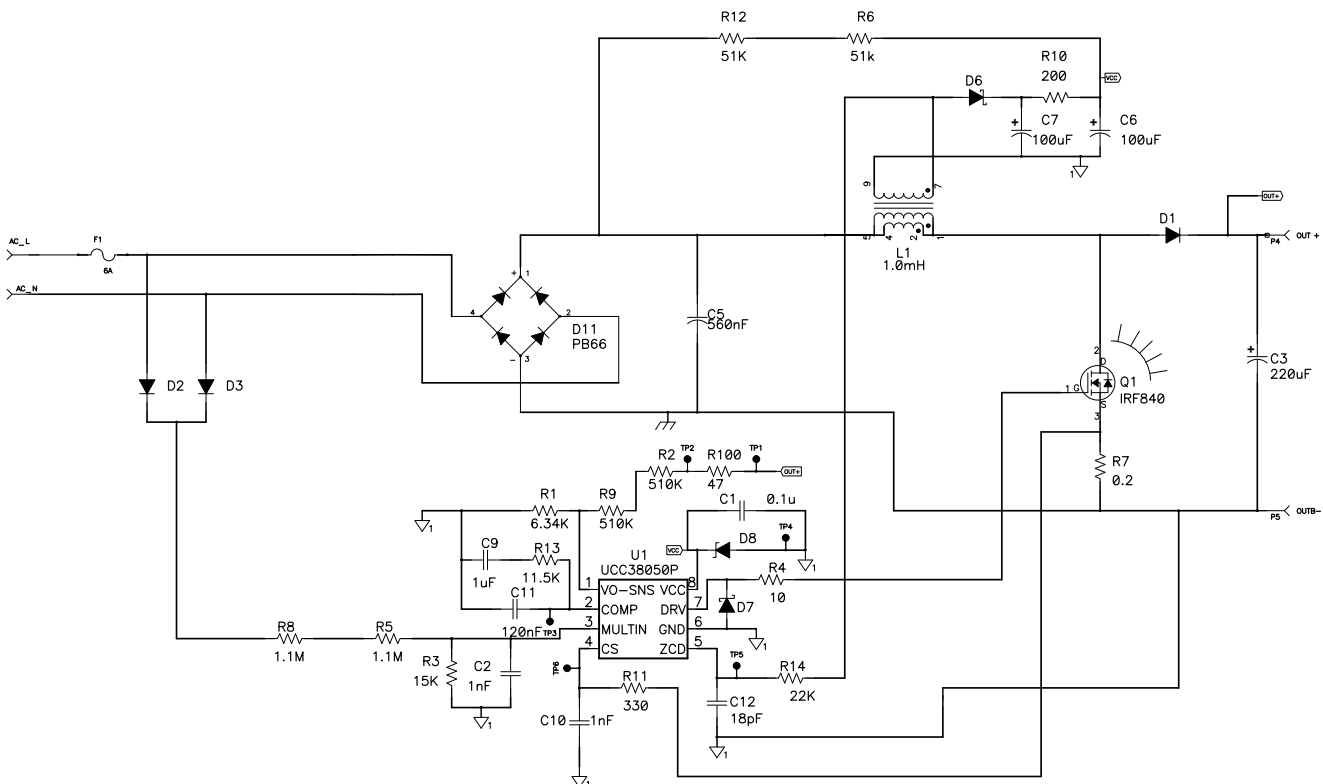 R12
R6
51K
51k
R10
200
VCC
D6
C7
100uF
C6
100uF
1
9
7
OUT+
D1
5
4
2
1
P4
OUT +
L1
1.0mH
AC_L
F1
6A
AC_N
+
1
4
2
D11
PB66
-
3
C5
560nF
D2
D3
2
D
1
G
Q1
IRF840
S
3
C3
220uF
R7
0.2
P5
OUTB-
TP2
TP1
R2
R100
OUT+
510K
47
R1
R9
C1
0.1u
6.34K
510K
1
TP4
C9
R13
VCC
D8
1
1uF
11.5K
U1
UCC38050P
R4
10
C11
120nF
TP3
1
VO-SNS
VCC
8
2
COMP
DRV
7
D7
3
MULTIN
GND
6
1
4
CS
ZCD
5
R8
1.1M
R5
1.1M
R3
15K
C2
1nF
1
TP6
TP5
R11
330
R14
22K
C10
1nF
C12
18pF
1
1